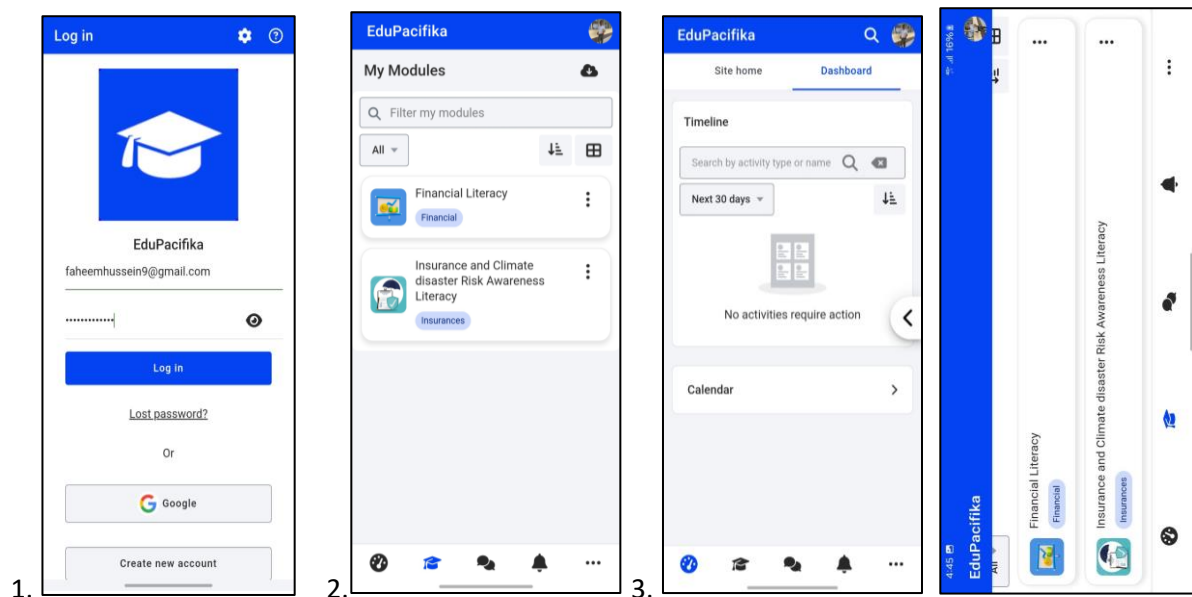 Log in
EduPacifika
faheemhussein9@gmail.com
•••••••••••••
Log in
Lost password?
Or
Google
Create new account
1.
EduPacifika
My Modules
Filter my modules
All
Financial Literacy
Financial
Insurance and Climate
disaster Risk Awareness
Literacy
Insurances
2.
EduPacifika
Site home Dashboard
Timeline
Search by activity type or name
Next 30 days
No activities require action
Calendar
3.
4:45 16%
EduPacifika
All
Financial Literacy
Financial
Insurance and Climate disaster Risk Awareness Literacy
Insurances